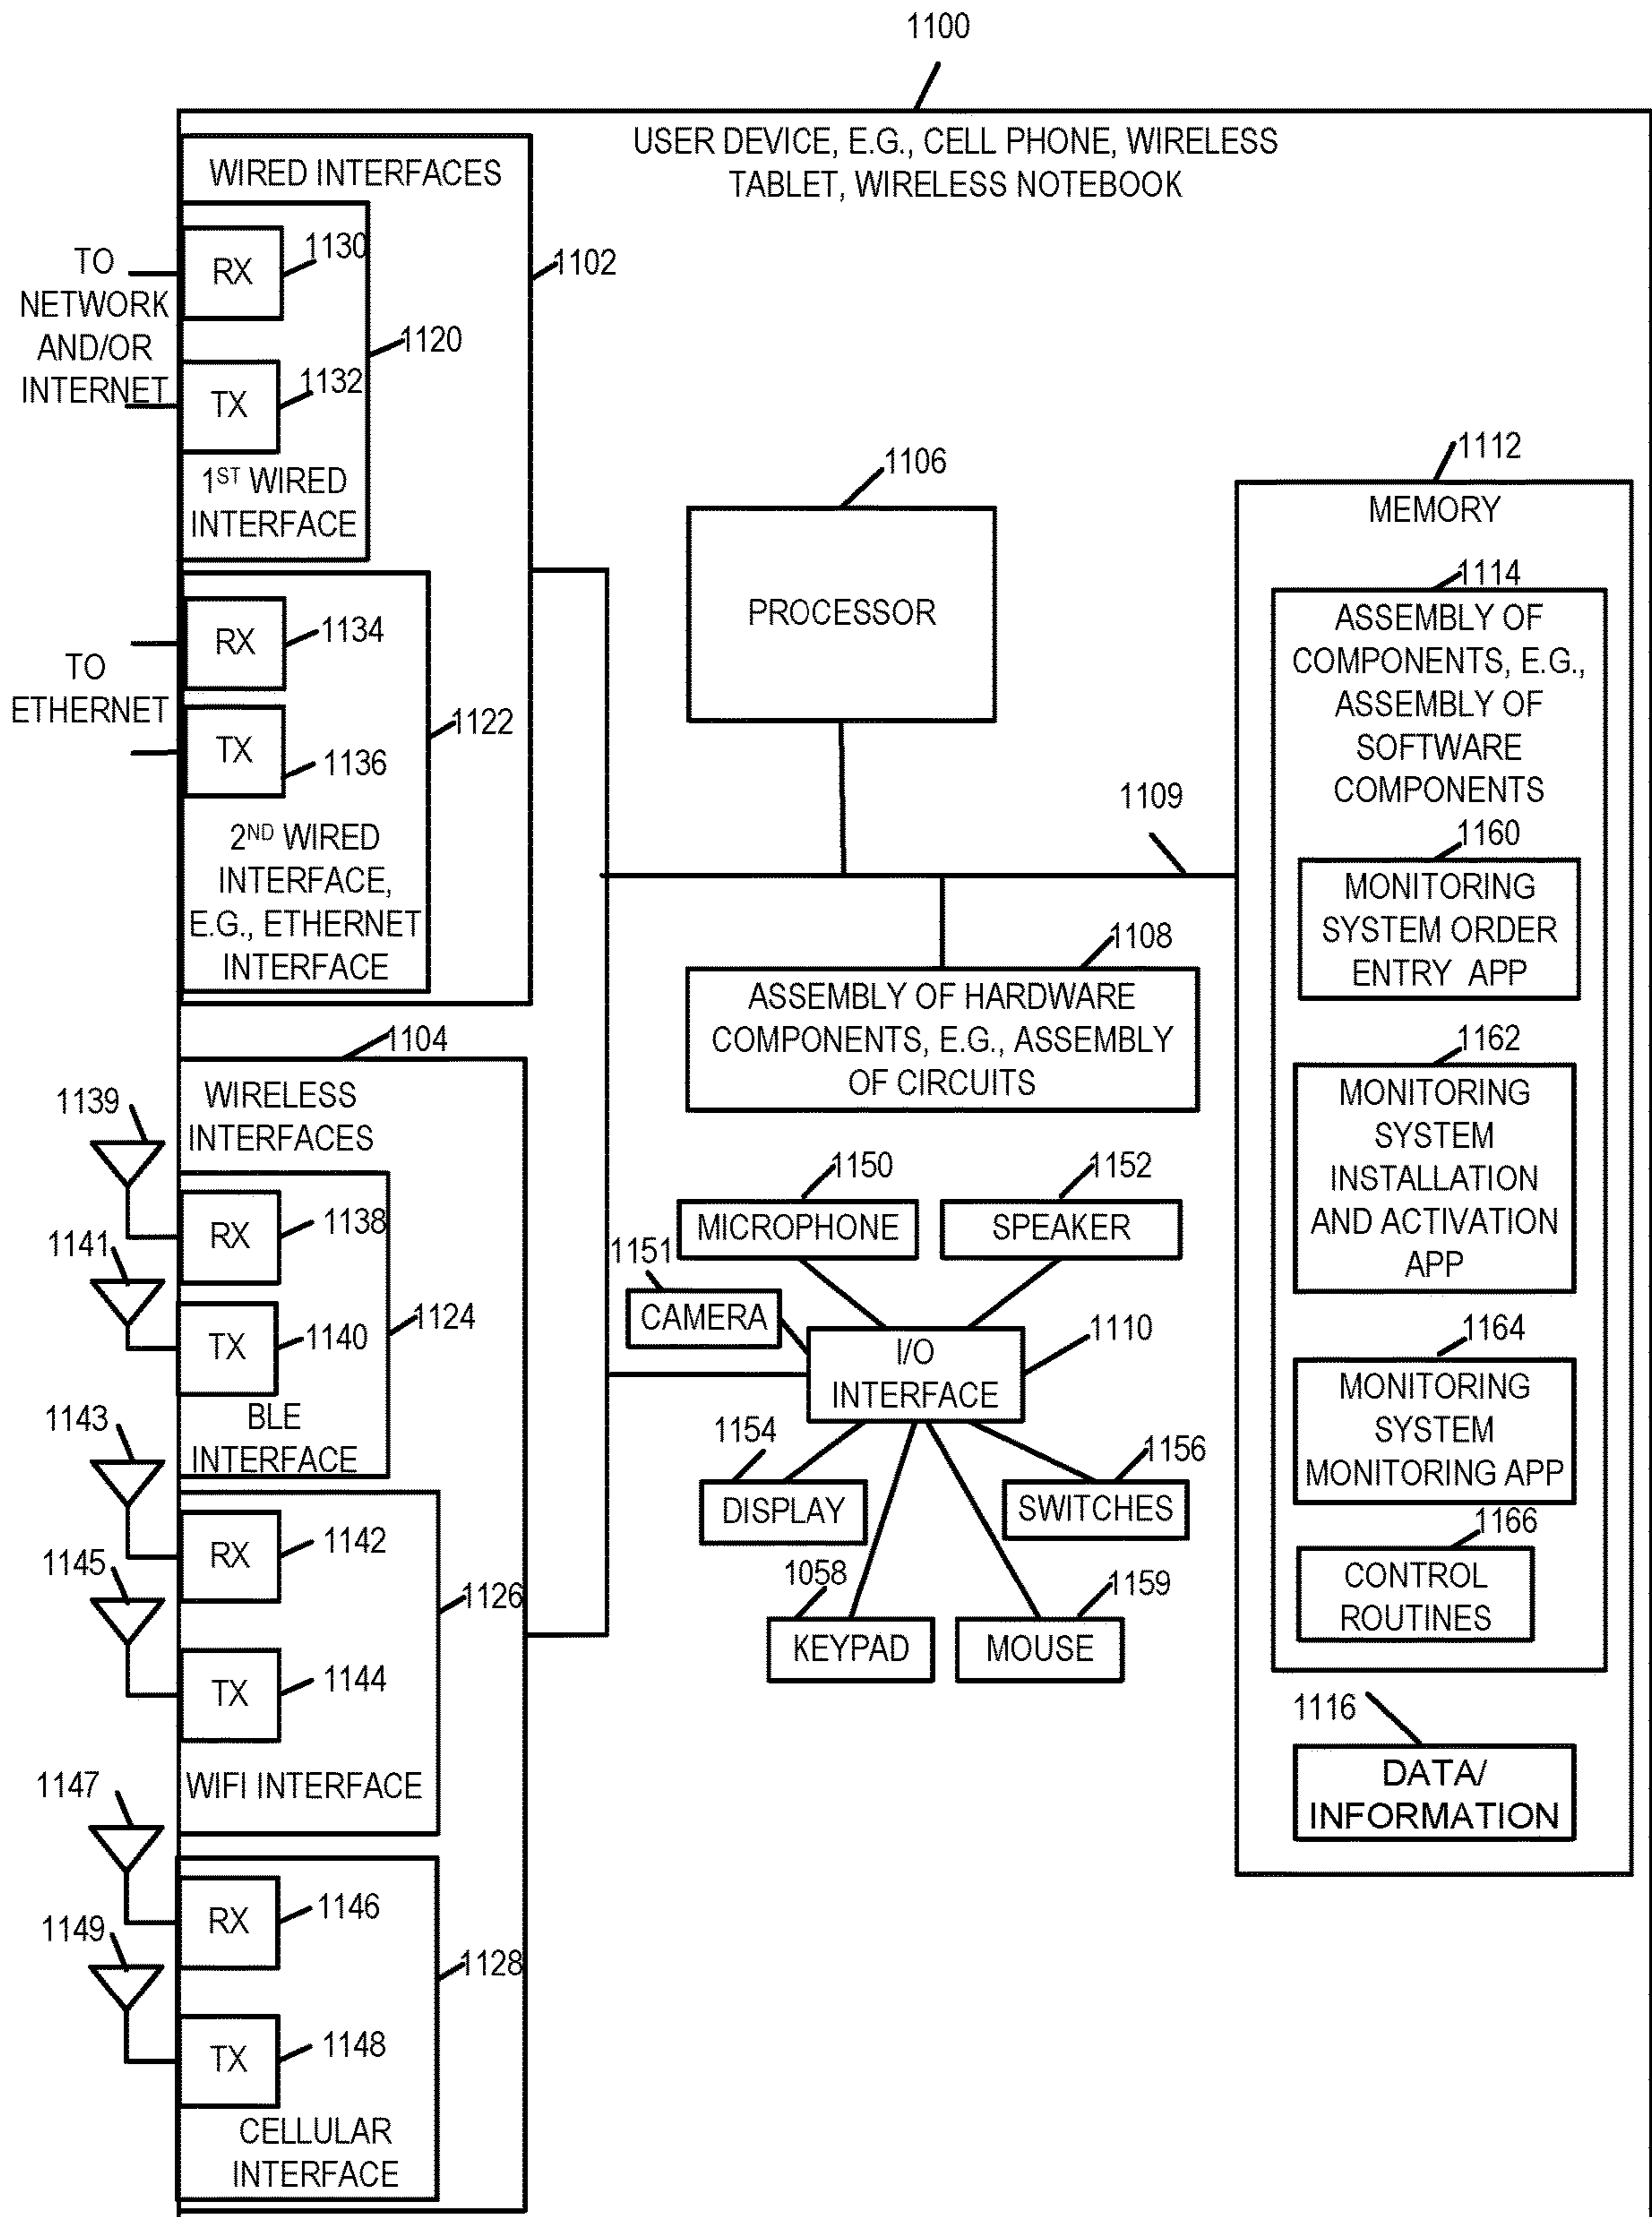 1100
USER DEVICE, E.G., CELL PHONE, WIRELESS
TABLET, WIRELESS NOTEBOOK
WIRED INTERFACES
1102
TO
NETWORK
AND/OR
INTERNET
RX
1130
1120
TX
1132
1ST WIRED
INTERFACE
TO
ETHERNET
RX
1134
1122
TX
1136
2ND WIRED
INTERFACE,
E.G., ETHERNET
INTERFACE
1104
WIRELESS
INTERFACES
1139
RX
1138
1141
TX
1140
1124
BLE
INTERFACE
1143
RX
1142
1145
1126
TX
1144
WIFI INTERFACE
1147
RX
1146
1149
1128
TX
1148
CELLULAR
INTERFACE
1106
PROCESSOR
1109
1108
ASSEMBLY OF HARDWARE
COMPONENTS, E.G., ASSEMBLY
OF CIRCUITS
1150
MICROPHONE
1152
SPEAKER
1151
CAMERA
1110
I/O
INTERFACE
1154
DISPLAY
1156
SWITCHES
1058
KEYPAD
1159
MOUSE
1112
MEMORY
1114
ASSEMBLY OF
COMPONENTS, E.G.,
ASSEMBLY OF
SOFTWARE
COMPONENTS
1160
MONITORING
SYSTEM ORDER
ENTRY APP
1162
MONITORING
SYSTEM
INSTALLATION
AND ACTIVATION
APP
1164
MONITORING
SYSTEM
MONITORING APP
1166
CONTROL
ROUTINES
1116
DATA/
INFORMATION